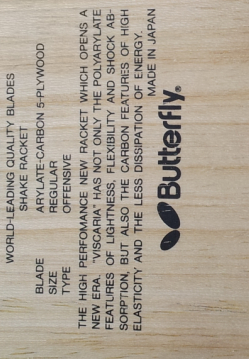 WORLD-LEADING QUALITY BLADES
SHAKE RACKET
BLADE ARYLATE-CARBON 5-PLYWOOD
SIZE REGULAR
TYPE OFFENSIVE
THE HIGH PERFOMANCE NEW RACKET WHICH OPENS A
NEW ERA. "VISCARIA" HAS NOT ONLY THE POLYARYLATE
FEATURES OF LIGHTNESS, FLEXIBILITY AND SHOCK AB-
SORPTION, BUT ALSO THE CARBON FEATURES OF HIGH
ELASTICITY AND THE LESS DISSIPATION OF ENERGY.
MADE IN JAPAN
Butterfly®